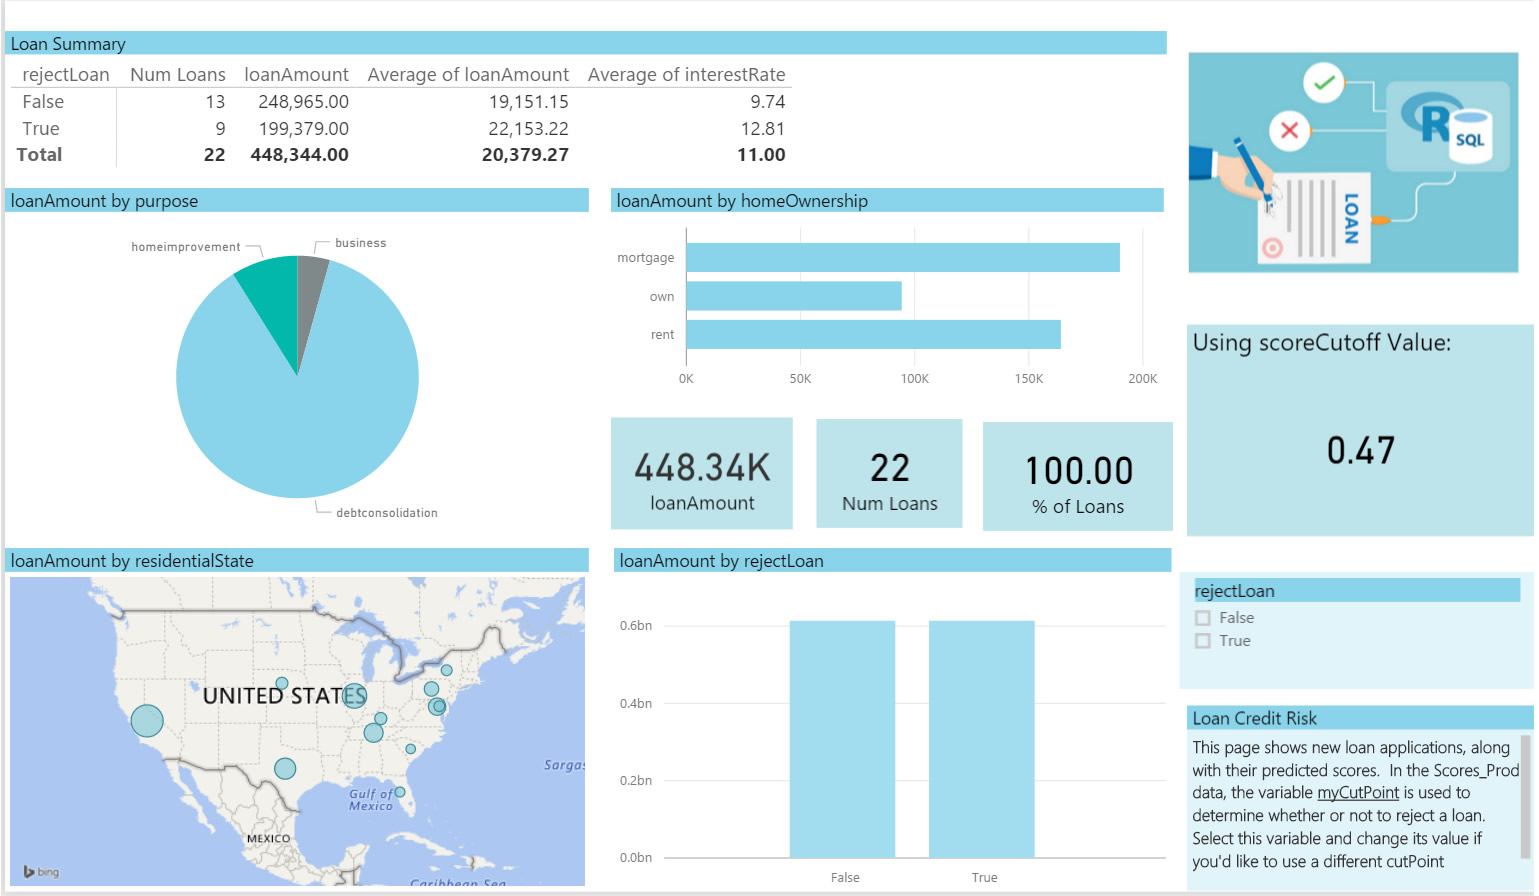 Loan Summary
rejectLoan Num Loans loanAmount Average of loanAmount Average of interestRate
False 13 248,965.00 19,151.15 9.74
True 9 199,379.00 22,153.22 12.81
Total 22 448,344.00 20,379.27 11.00
R
SQL
LOAN
loanAmount by purpose
homeimprovement
business
debtconsolidation
loanAmount by homeOwnership
mortgage
own
rent
0K 50K 100K 150K 200K
Using scoreCutoff Value:
0.47
448.34K
loanAmount
22
Num Loans
100.00
% of Loans
loanAmount by residentialState
UNITED STATES
Gulf of
Mexico
MEXICO
Sargas
Caribbean Sea
bing
loanAmount by rejectLoan
0.6bn
0.4bn
0.2bn
0.0bn
False True
rejectLoan
False
True
Loan Credit Risk
This page shows new loan applications, along
with their predicted scores. In the Scores_Prod
data, the variable myCutPoint is used to
determine whether or not to reject a loan.
Select this variable and change its value if
you'd like to use a different cutPoint